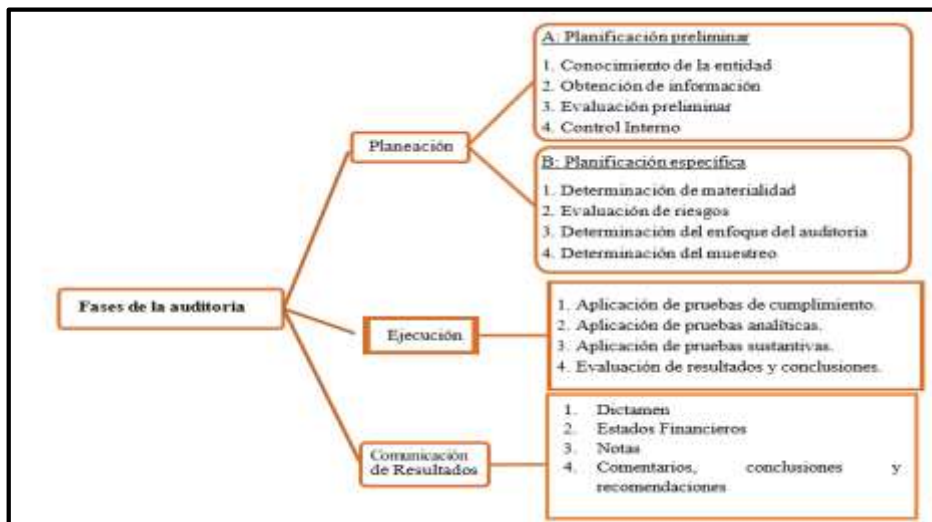 Fases de la auditoria
Planeación
A: Planificación preliminar
1. Conocimiento de la entidad
2. Obtención de información
3. Evaluación preliminar
4. Control Interno
B: Planificación específica
1. Determinación de materialidad
2. Evaluación de riesgos
3. Determinación del enfoque del auditoria
4. Determinación del muestreo
Ejecución
1. Aplicación de pruebas de cumplimiento.
2. Aplicación de pruebas analíticas.
3. Aplicación de pruebas sustantivas.
4. Evaluación de resultados y conclusiones.
Comunicación
de Resultados
1. Dictamen
2. Estados Financieros
3. Notas
4. Comentarios, conclusiones y
recomendaciones